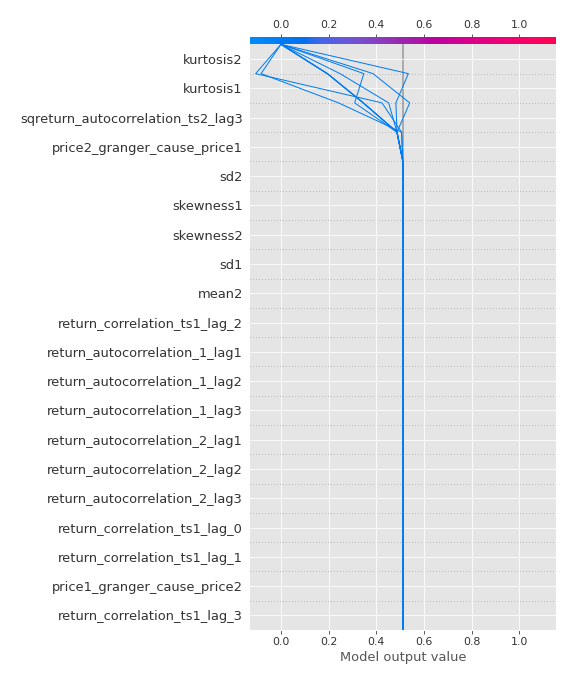 0.0 0.2 0.4 0.6 0.8 1.0
kurtosis2
kurtosis1
sqreturn_autocorrelation_ts2_lag3
price2_granger_cause_price1
sd2
skewness1
skewness2
sd1
mean2
return_correlation_ts1_lag_2
return_autocorrelation_1_lag1
return_autocorrelation_1_lag2
return_autocorrelation_1_lag3
return_autocorrelation_2_lag1
return_autocorrelation_2_lag2
return_autocorrelation_2_lag3
return_correlation_ts1_lag_0
return_correlation_ts1_lag_1
price1_granger_cause_price2
return_correlation_ts1_lag_3
0.0 0.2 0.4 0.6 0.8 1.0
Model output value